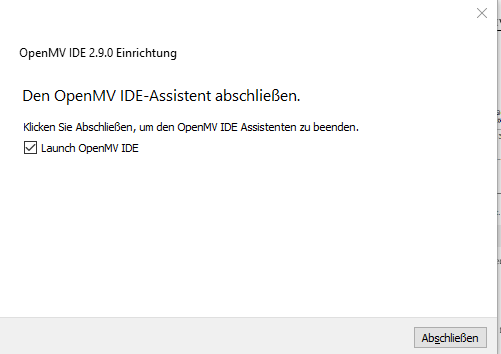 OpenMV IDE 2.9.0 Einrichtung
Den OpenMV IDE-Assistent abschließen.
Klicken Sie Abschließen, um den OpenMV IDE Assistenten zu beenden.
Launch OpenMV IDE
Abschließen